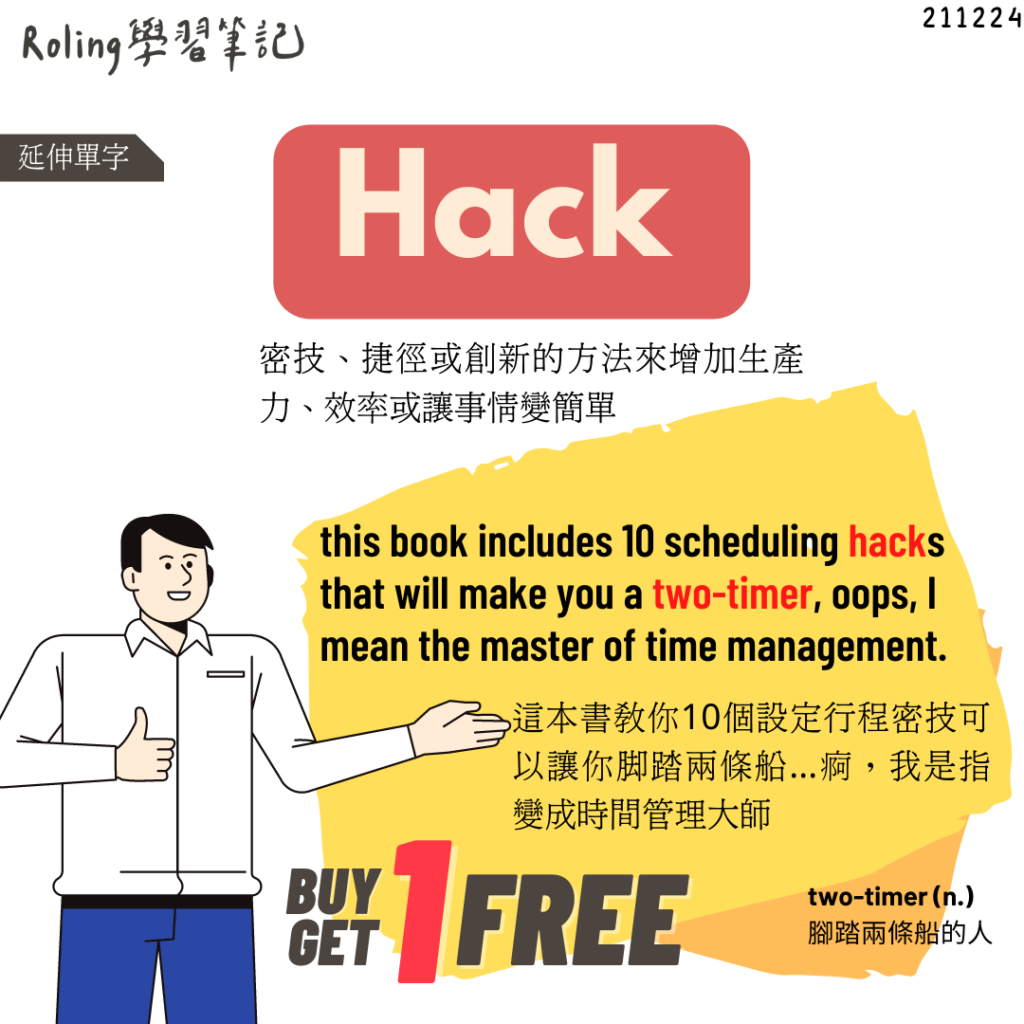 Roling學習筆記
211224
延伸單字
Hack
密技、捷徑或創新的方法來增加生產
力、效率或讓事情變簡單
this book includes 10 scheduling hacks
that will make you a two-timer, oops, I
mean the master of time management.
這本書教你10個設定行程密技可
以讓你脚踏兩條船...痾，我是指
變成時間管理大師
BUY
GET
1
FREE
two-timer (n.)
腳踏兩條船的人